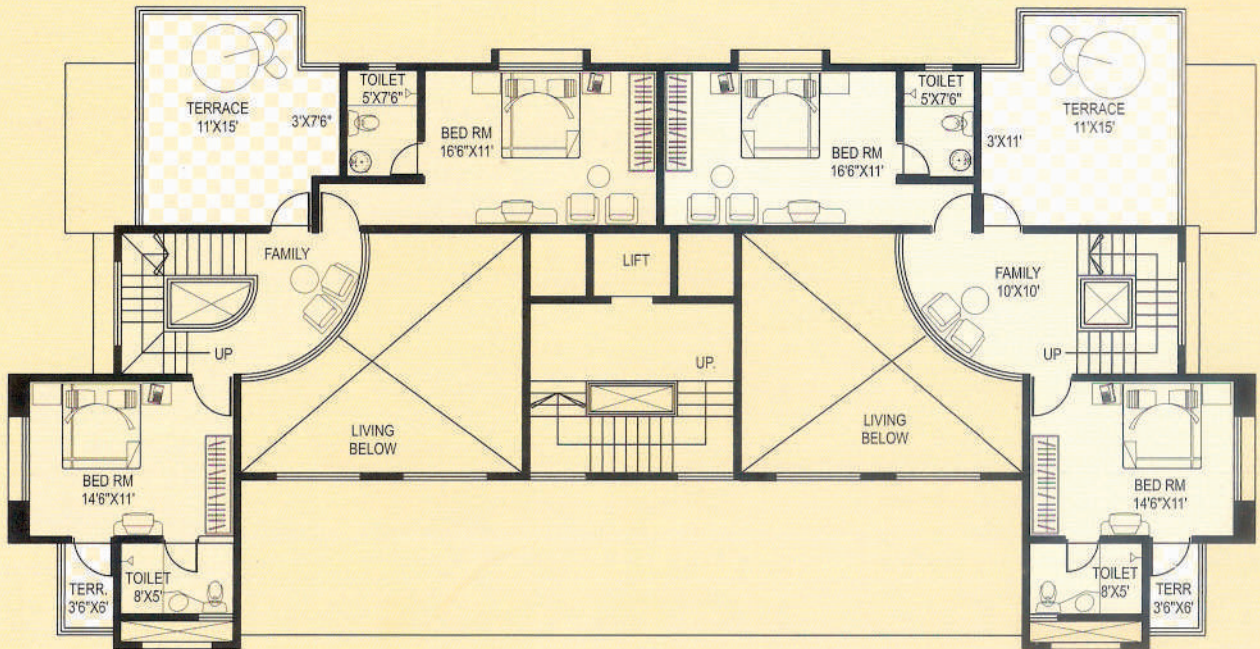 TERRACE
11'X15'
3'X7'6"
TOILET
5'X7'6"
BED RM
16'6"X11'
BED RM
16'6"X11'
TOILET
5'X7'6"
3'X11'
TERRACE
11'X15'
FAMILY
UP
LIFT
UP.
FAMILY
10'X10'
UP
LIVING
BELOW
LIVING
BELOW
BED RM
14'6"X11'
BED RM
14'6"X11'
TERR.
3'6"X6'
TOILET
8'X5'
TOILET
8'X5'
TERR
3'6"X6'